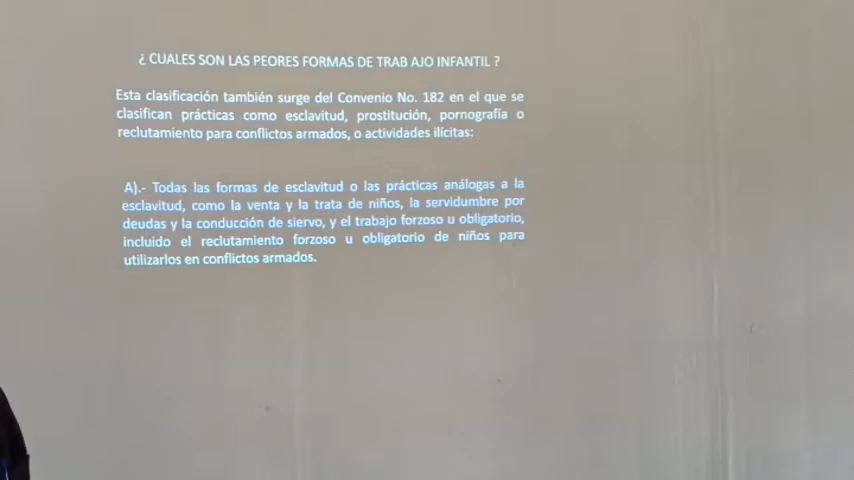 ¿ CUALES SON LAS PEORES FORMAS DE TRAB AJO INFANTIL ?
Esta clasificación también surge del Convenio No. 182 en el que se
clasifican prácticas como esclavitud, prostitución, pornografía o
reclutamiento para conflictos armados, o actividades ilícitas:
A).- Todas las formas de esclavitud o las prácticas análogas a la
esclavitud, como la venta y la trata de niños, la servidumbre por
deudas y la conducción de siervo, y el trabajo forzoso u obligatorio,
incluido el reclutamiento forzoso u obligatorio de niños para
utilizarlos en conflictos armados.